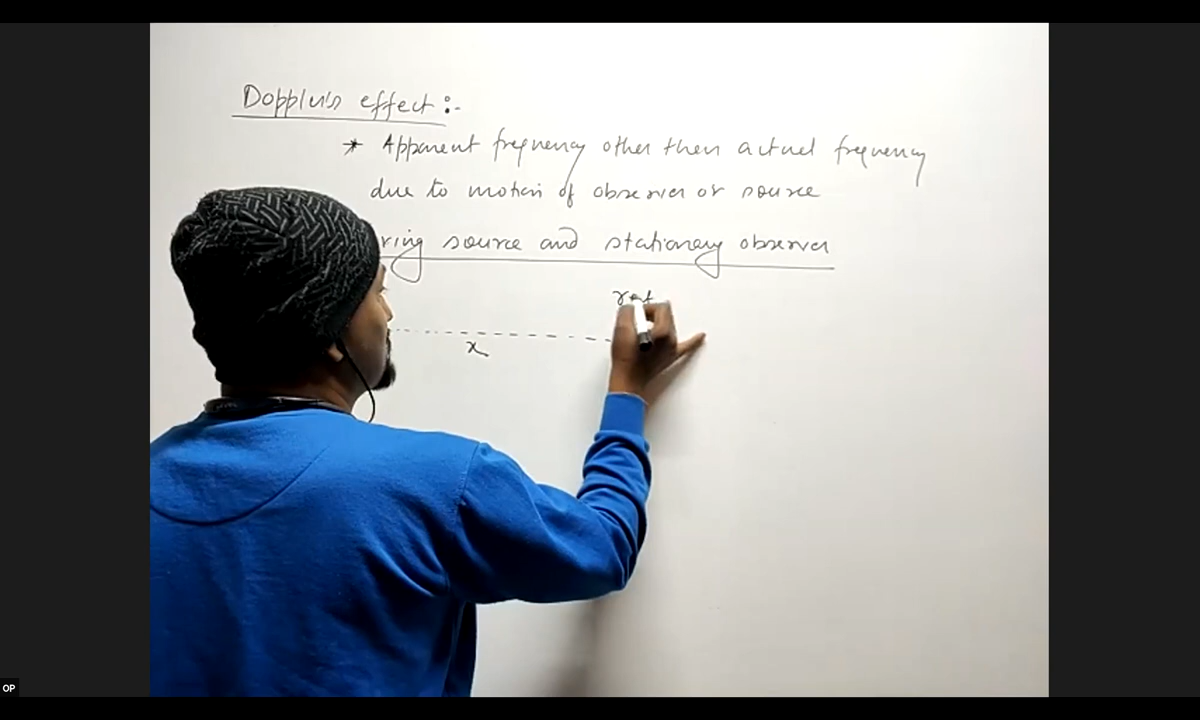 Doppler's effect :-
* Apparent frequency other then actual frequency
due to motion of observer or source
source and stationary observer
x
OP